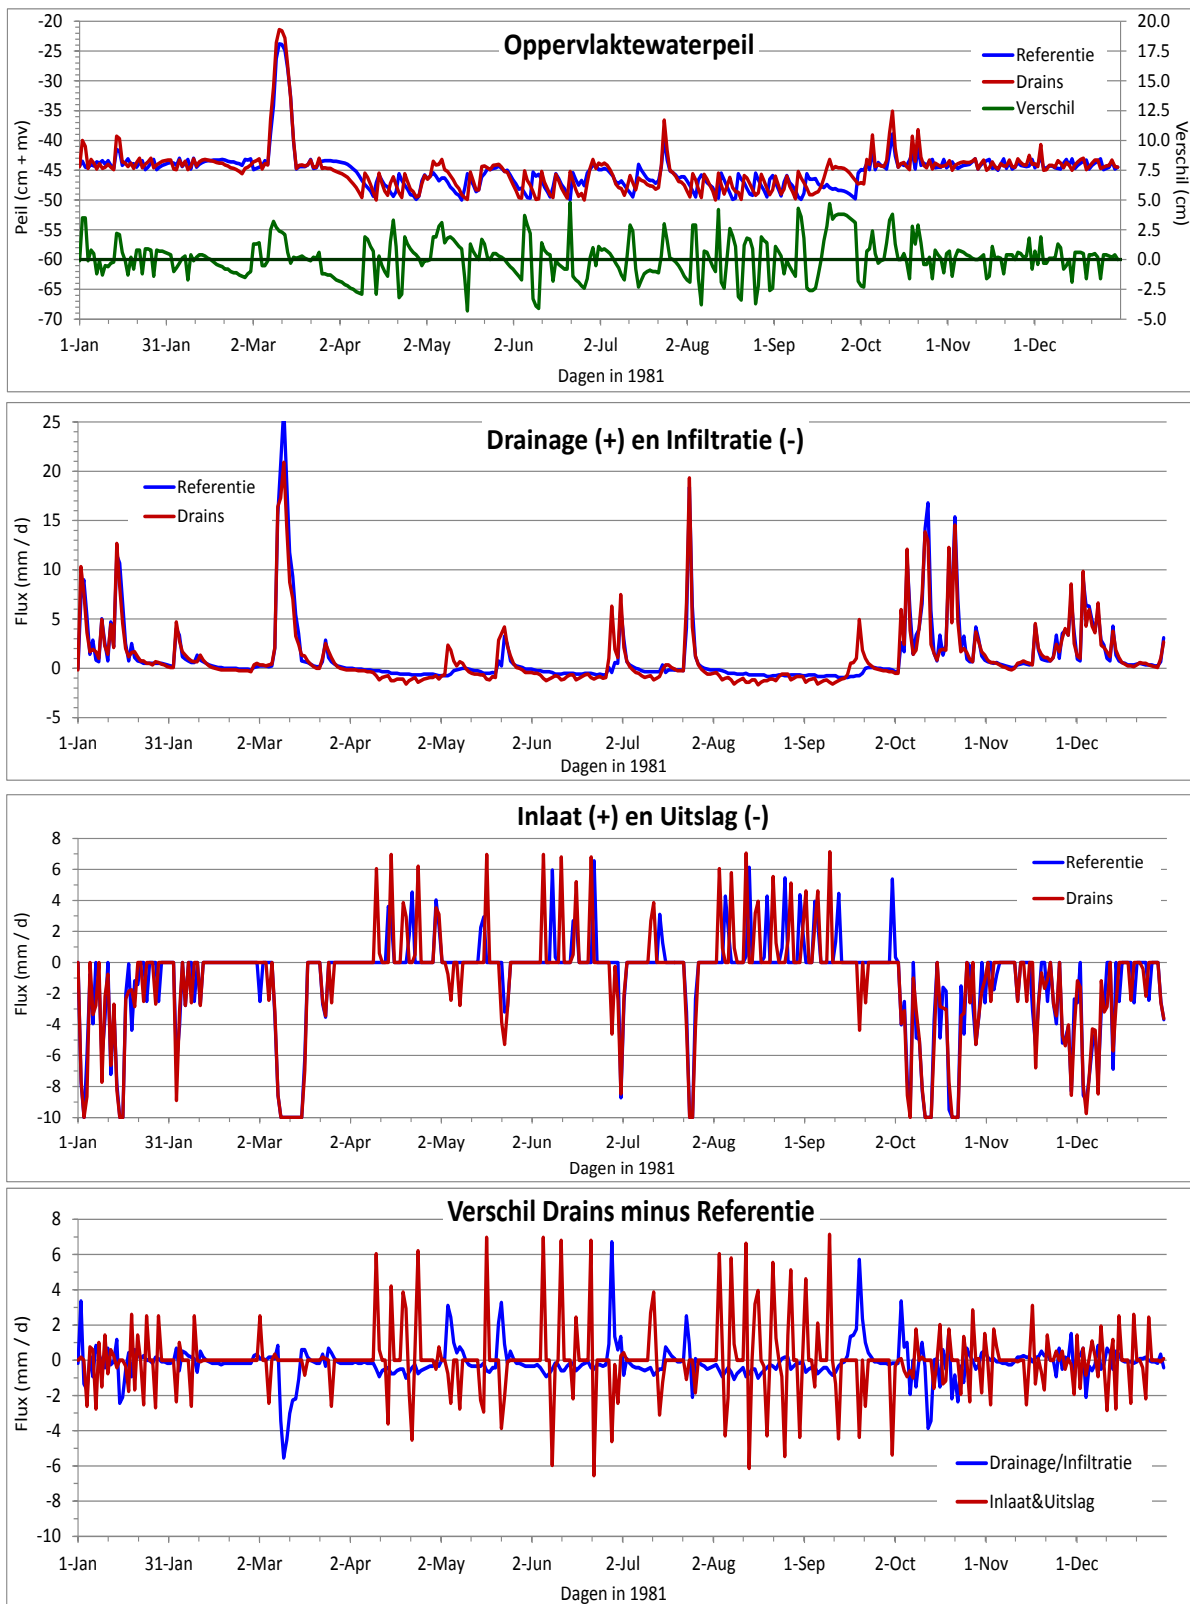 Oppervlaktewaterpeil
Referentie
Drains
Verschil
Peil (cm + mv)
Verschil (cm)
-20
-25
-30
-35
-40
-45
-50
-55
-60
-65
-70
20.0
17.5
15.0
12.5
10.0
7.5
5.0
2.5
0.0
-2.5
-5.0
1-Jan 31-Jan 2-Mar 2-Apr 2-May 2-Jun 2-Jul 2-Aug 1-Sep 2-Oct 1-Nov 1-Dec
Dagen in 1981
Drainage (+) en Infiltratie (-)
Referentie
Drains
Flux (mm / d)
25
20
15
10
5
0
-5
1-Jan 31-Jan 2-Mar 2-Apr 2-May 2-Jun 2-Jul 2-Aug 1-Sep 2-Oct 1-Nov 1-Dec
Dagen in 1981
Inlaat (+) en Uitslag (-)
Referentie
Drains
Flux (mm / d)
8
6
4
2
0
-2
-4
-6
-8
-10
1-Jan 31-Jan 2-Mar 2-Apr 2-May 2-Jun 2-Jul 2-Aug 1-Sep 2-Oct 1-Nov 1-Dec
Dagen in 1981
Verschil Drains minus Referentie
Flux (mm / d)
8
6
4
2
0
-2
-4
-6
-8
-10
Drainage/Infiltratie
Inlaat&Uitslag
1-Jan 31-Jan 2-Mar 2-Apr 2-May 2-Jun 2-Jul 2-Aug 1-Sep 2-Oct 1-Nov 1-Dec
Dagen in 1981